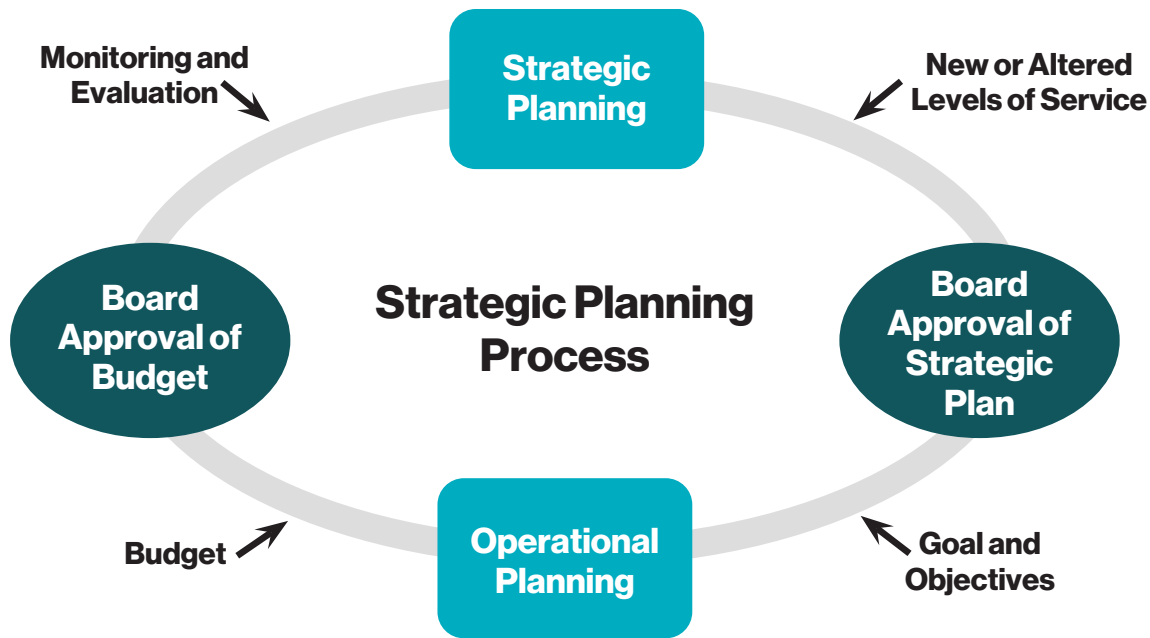 Monitoring and
Evaluation
Strategic
Planning
New or Altered
Levels of Service
Board
Approval of
Budget
Strategic Planning
Process
Board
Approval of
Strategic
Plan
Budget
Operational
Planning
Goal and
Objectives